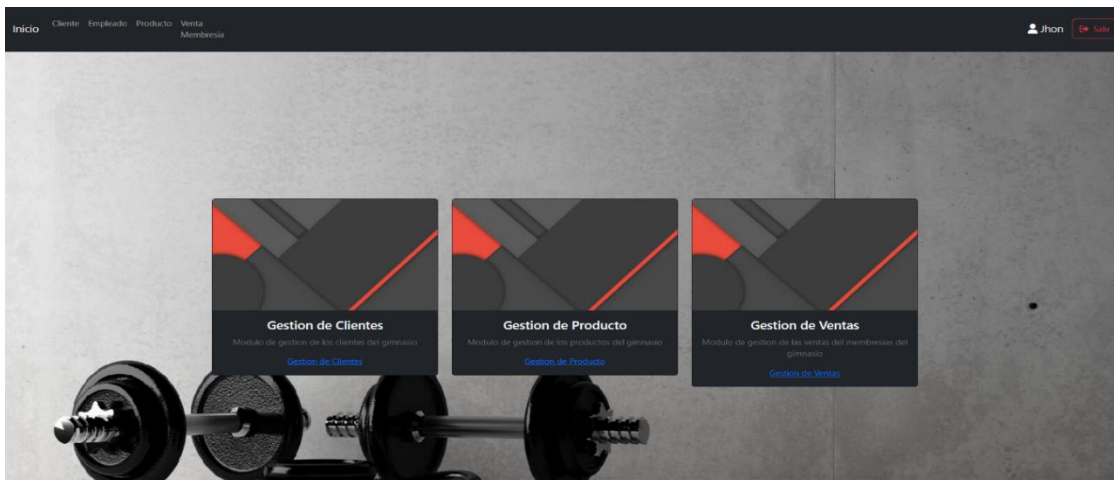 Inicio
Cliente Empleado Producto Venta
Membresia
Jhon
Salir
Gestion de Clientes
Modulo de gestion de los clientes del gimnasio
Gestion de Clientes
Gestion de Producto
Modulo de gestion de los productos del gimnasio
Gestion de Producto
Gestion de Ventas
Modulo de gestion de las ventas del membresias del
gimnasio
Gestion de Ventas